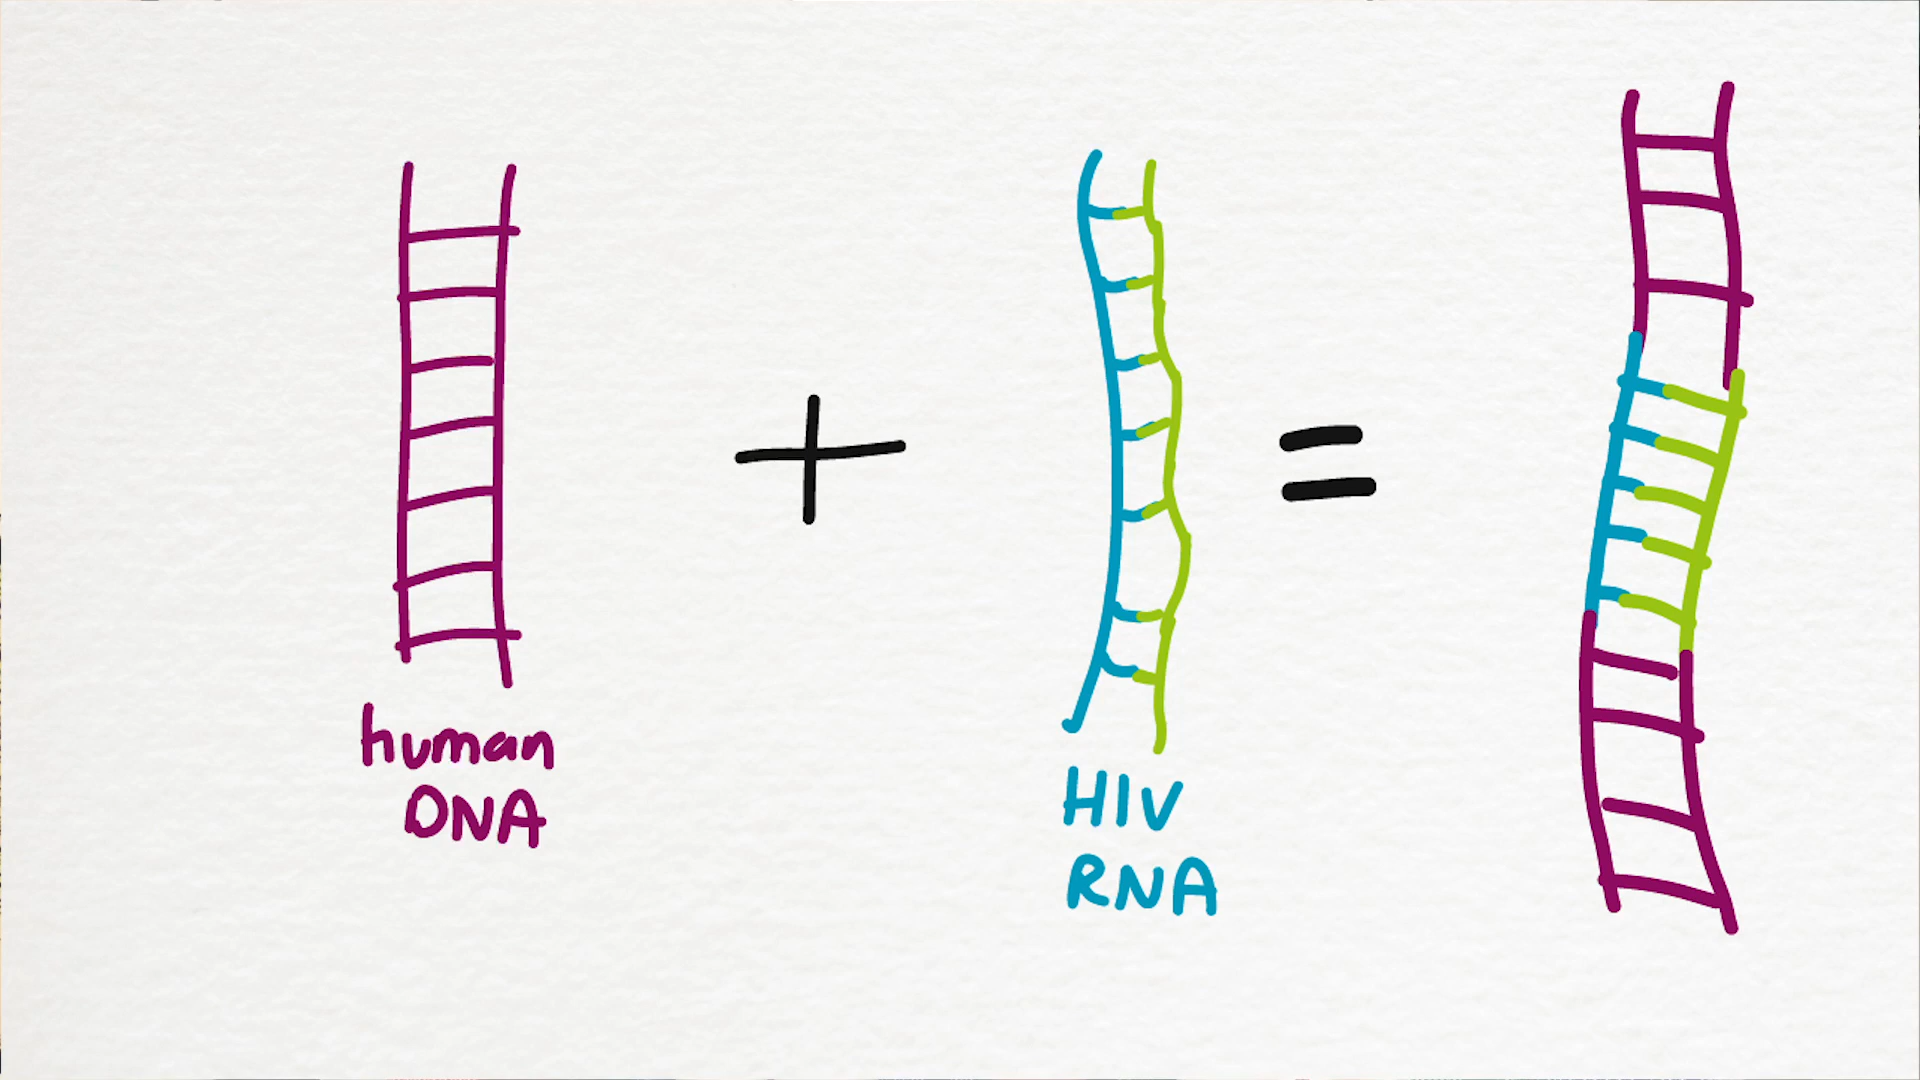 human
DNA
+
HIV
RNA
=